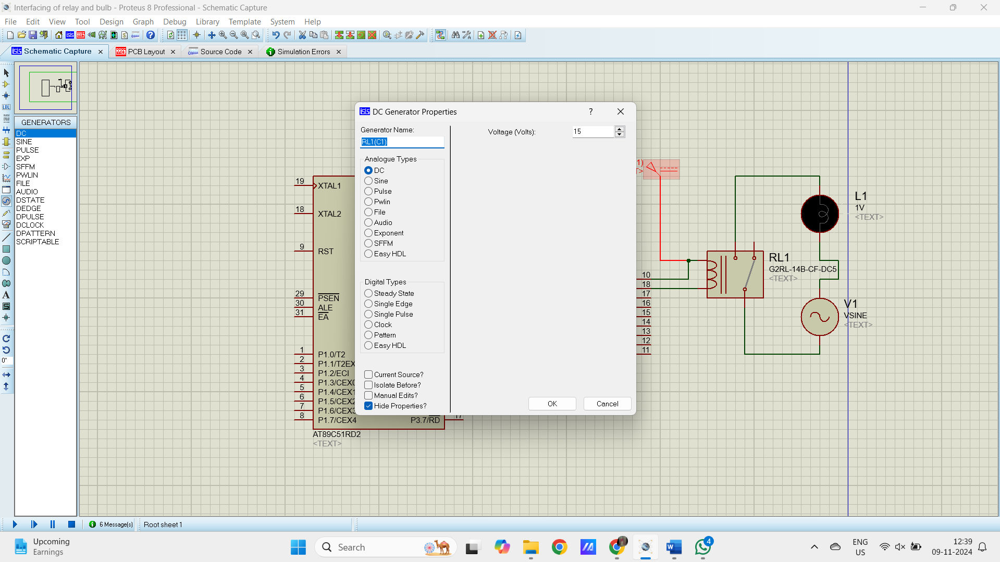 Interfacing of relay and bulb - Proteus 8 Professional - Schematic Capture
File Edit View Tool Design Graph Debug Library Template System Help
Schematic Capture PCB Layout Source Code Simulation Errors
GENERATORS
DC
SINE
PULSE
EXP
SFFM
PWLIN
FILE
AUDIO
DSTATE
DEDGE
DPULSE
DCLOCK
DPATTERN
SCRIPTABLE
LBL
A
0°
19 XTAL1
18 XTAL2
9 RST
29 PSEN
30 ALE
31 EA
1 P1.0/T2
2 P1.1/T2EX
3 P1.2/ECI
4 P1.3/CEX0
5 P1.4/CEX1
6 P1.5/CEX2
7 P1.6/CEX3
8 P1.7/CEX4
P3.7/RD 17
AT89C51RD2
<TEXT>
DC Generator Properties
Generator Name:
RL1(C1)
Analogue Types
DC
Sine
Pulse
Pwlin
File
Audio
Exponent
SFFM
Easy HDL
Digital Types
Steady State
Single Edge
Single Pulse
Clock
Pattern
Easy HDL
Current Source?
Isolate Before?
Manual Edits?
Hide Properties?
Voltage (Volts): 15
OK Cancel
1)
T>
10
18
17
16
15
14
13
12
11
RL1
G2RL-14B-CF-DC5
<TEXT>
L1
1V
<TEXT>
V1
VSINE
<TEXT>
6 Message(s) Root sheet 1
Upcoming
Earnings
Search
4
ENG
US
12:39
09-11-2024